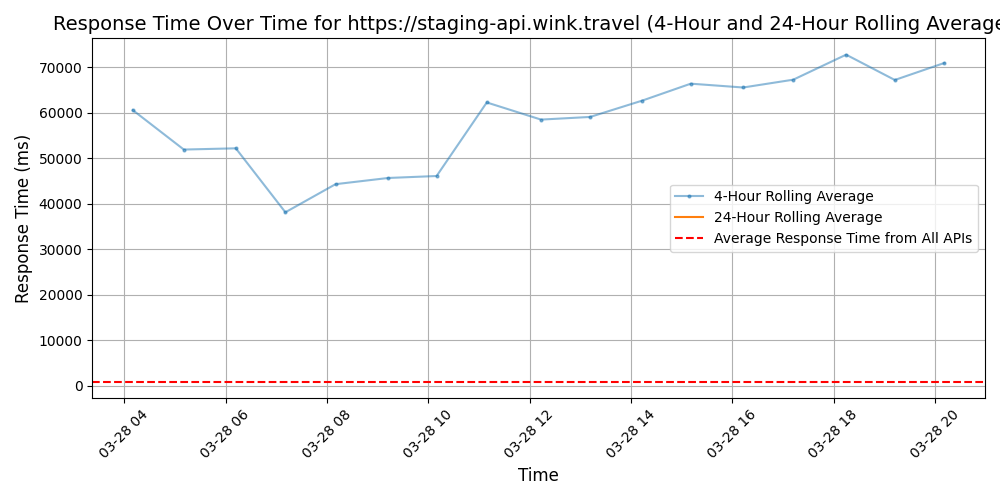 Response Time Over Time for https://staging-api.wink.travel (4-Hour and 24-Hour Rolling Average
Response Time (ms)
70000
60000
50000
40000
30000
20000
10000
0
4-Hour Rolling Average
24-Hour Rolling Average
Average Response Time from All APIs
03-28 04
03-28 06
03-28 08
03-28 10
03-28 12
03-28 14
03-28 16
03-28 18
03-28 20
Time